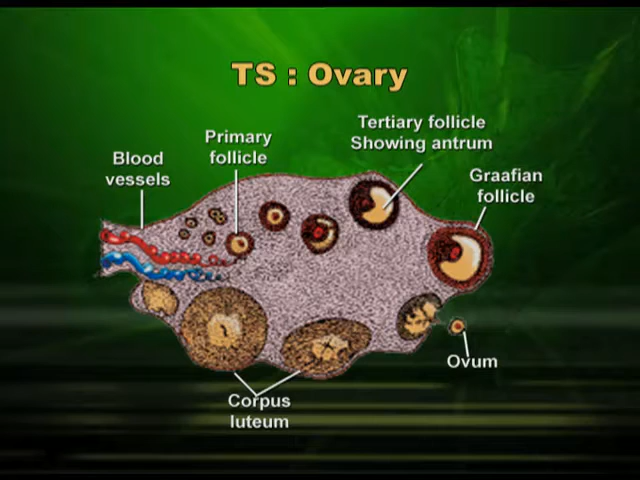 TS : Ovary
Tertiary follicle
Showing antrum
Primary
follicle
Blood
vessels
Graafian
follicle
Ovum
Corpus
luteum